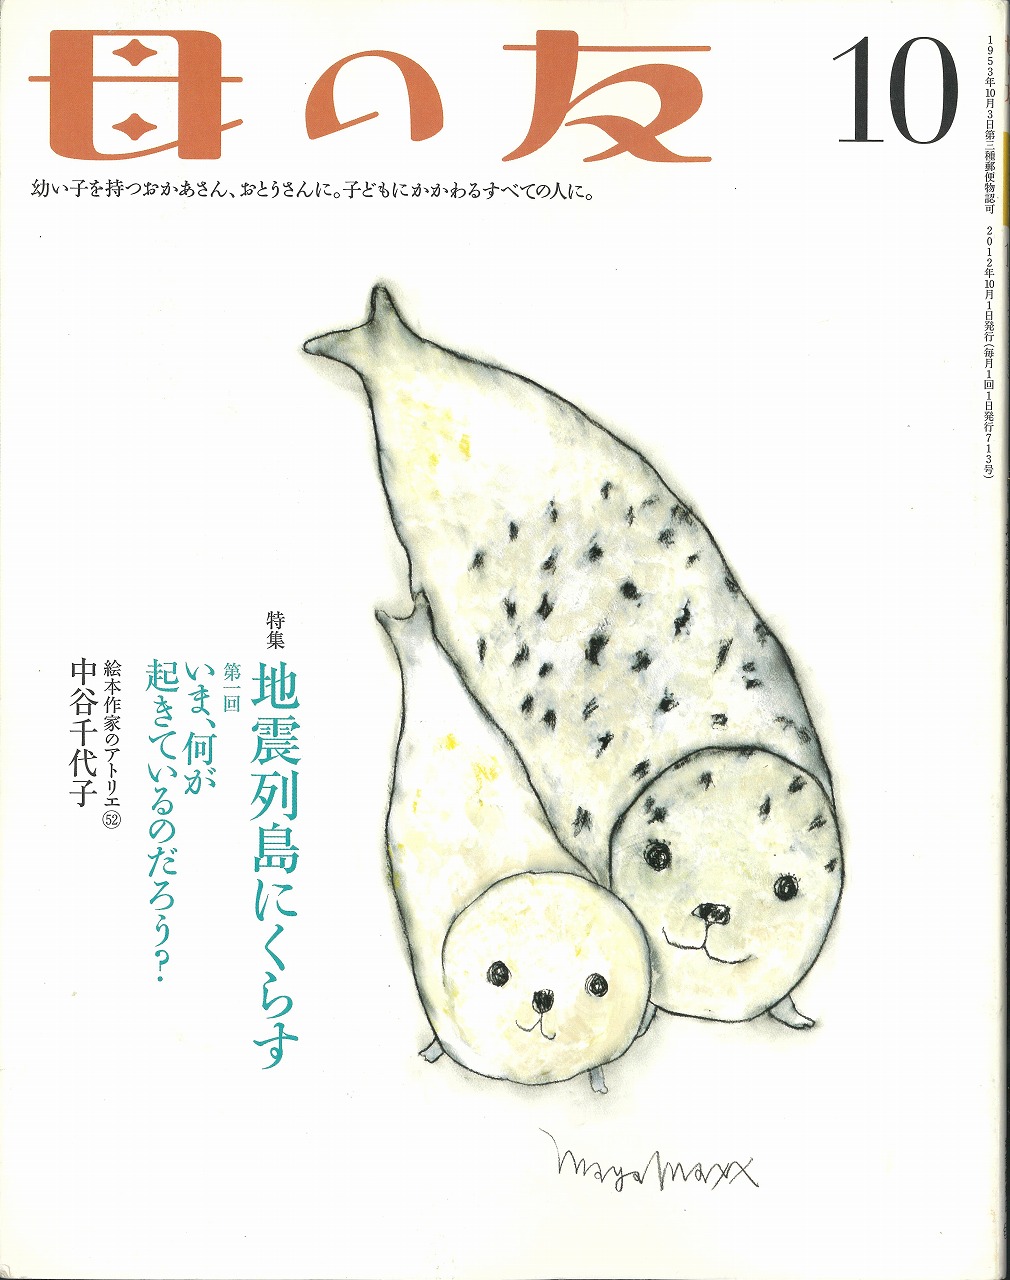 母の友
10
幼い子を持つおかあさん、おとうさんに。子どもにかかわるすべての人に。
1953年10月3日第三種郵便物認可 2012年10月1日発行(毎月1回1日発行713号)
特集
地震列島にくらす
第一回
いま、何が
起きているのだろう?
絵本作家のアトリエ㊾
中谷千代子
MayaMaxx